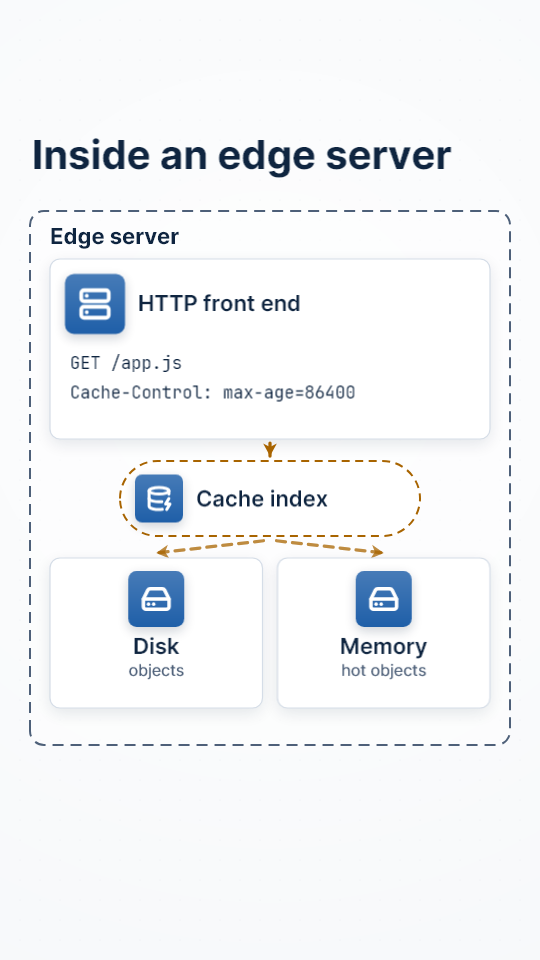 Inside an edge server
Edge server
HTTP front end
GET /app.js
Cache-Control: max-age=86400
Cache index
Disk
objects
Memory
hot objects